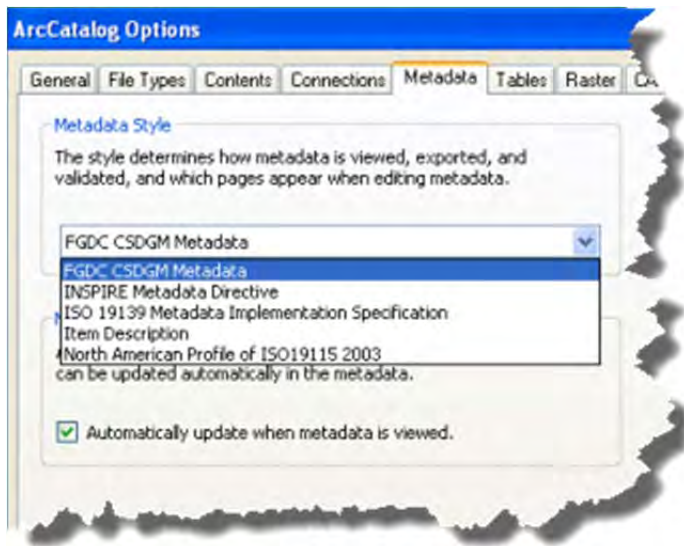 ArcCatalog Options
General File Types Contents Connections Metadata Tables Raster
Metadata Style
The style determines how metadata is viewed, exported, and
validated, and which pages appear when editing metadata.
FGDC CSDGM Metadata
FGDC CSDGM Metadata
INSPIRE Metadata Directive
ISO 19139 Metadata Implementation Specification
Item Description
North American Profile of ISO19115 2003
can be updated automatically in the metadata.
Automatically update when metadata is viewed.